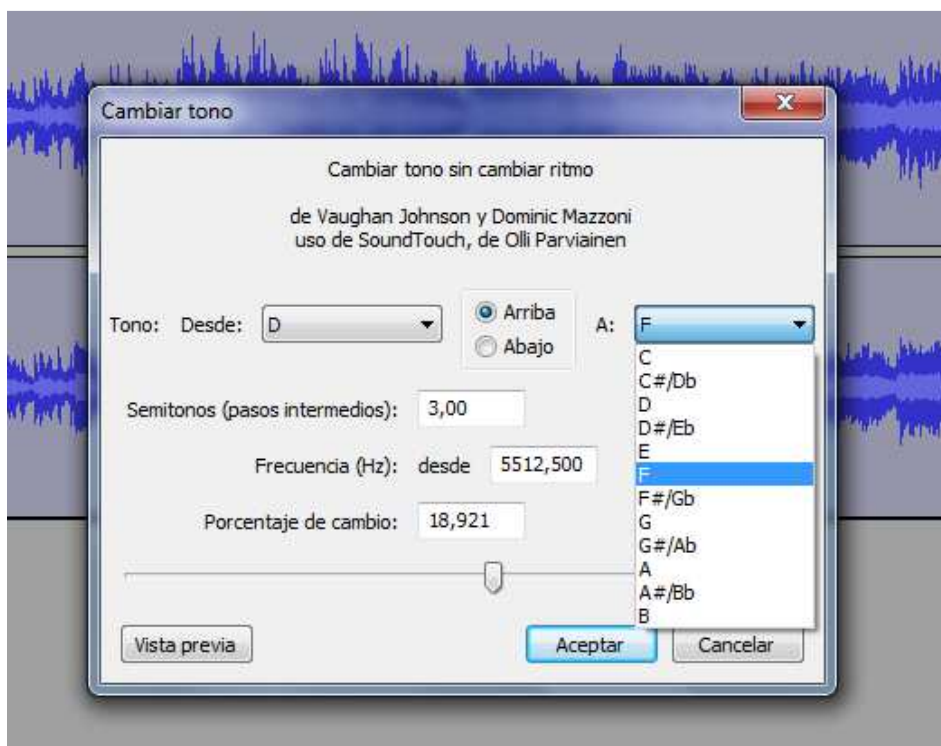 Cambiar tono
Cambiar tono sin cambiar ritmo
de Vaughan Johnson y Dominic Mazzoni
uso de SoundTouch, de Olli Parviainen
Tono: Desde: D Arriba A: F
Abajo
C
C#/Db
D
D#/Eb
E
F
F#/Gb
G
G#/Ab
A
A#/Bb
B
Semitonos (pasos intermedios): 3,00
Frecuencia (Hz): desde 5512,500
Porcentaje de cambio: 18,921
Vista previa Aceptar Cancelar